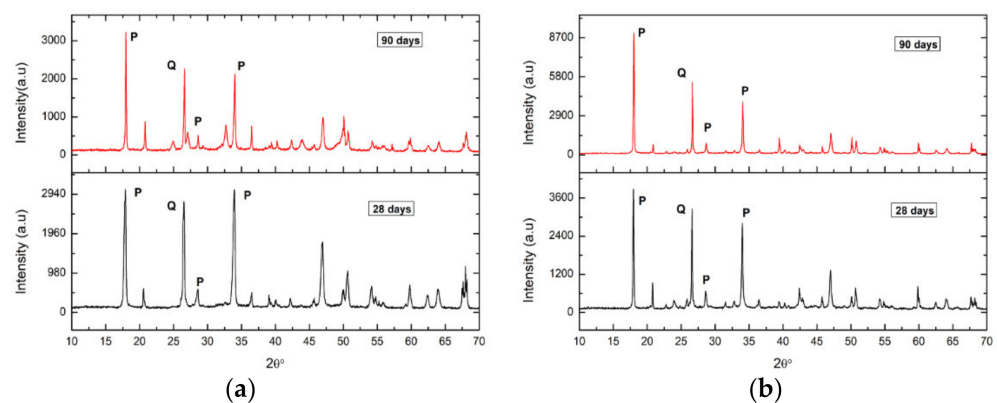 3000
2000
1000
0
Intensity(a.u)
P
Q
P
P
90 days
2940
1960
980
0
Intensity (a.u)
P
Q
P
P
28 days
10 15 20 25 30 35 40 45 50 55 60 65 70
2θ°
(a)
8700
5800
2900
0
Intensity (a.u)
P
Q
P
P
90 days
3600
2400
1200
0
Intensity (a.u)
P
Q
P
P
28 days
10 15 20 25 30 35 40 45 50 55 60 65 70
2θ°
(b)